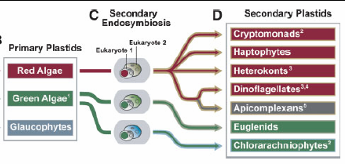 C
Secondary
Endosymbiosis
D
Secondary Plastids
B
Primary Plastids
Eukaryote 1
Eukaryote 2
Red Algae
Green Algae¹
Glaucophytes
Cryptomonads²
Haptophytes
Heterokonts³
Dinoflagellates³,⁴
Apicomplexans⁵
Euglenids
Chlorarachniophytes²